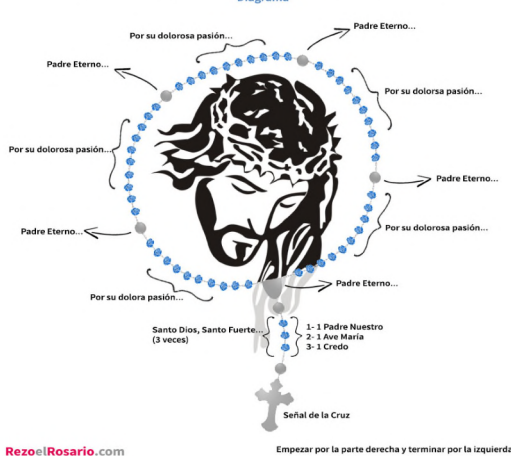 Diagrama
Por su dolorosa pasión...
Padre Eterno...
Padre Eterno...
Por su dolorsa pasión...
Por su dolorosa pasión...
Padre Eterno...
Padre Eterno...
Por su dolorosa pasión...
Padre Eterno...
Por su dolora pasión...
Santo Dios, Santo Fuerte...
(3 veces)
1- 1 Padre Nuestro
2- 1 Ave María
3- 1 Credo
Señal de la Cruz
RezoelRosario.com
Empezar por la parte derecha y terminar por la izquierda